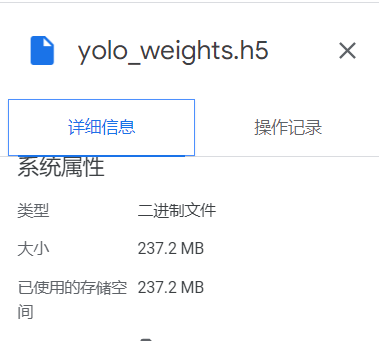 yolo_weights.h5
详细信息 操作记录
系统属性
类型 二进制文件
大小 237.2 MB
已使用的存储空 237.2 MB
间